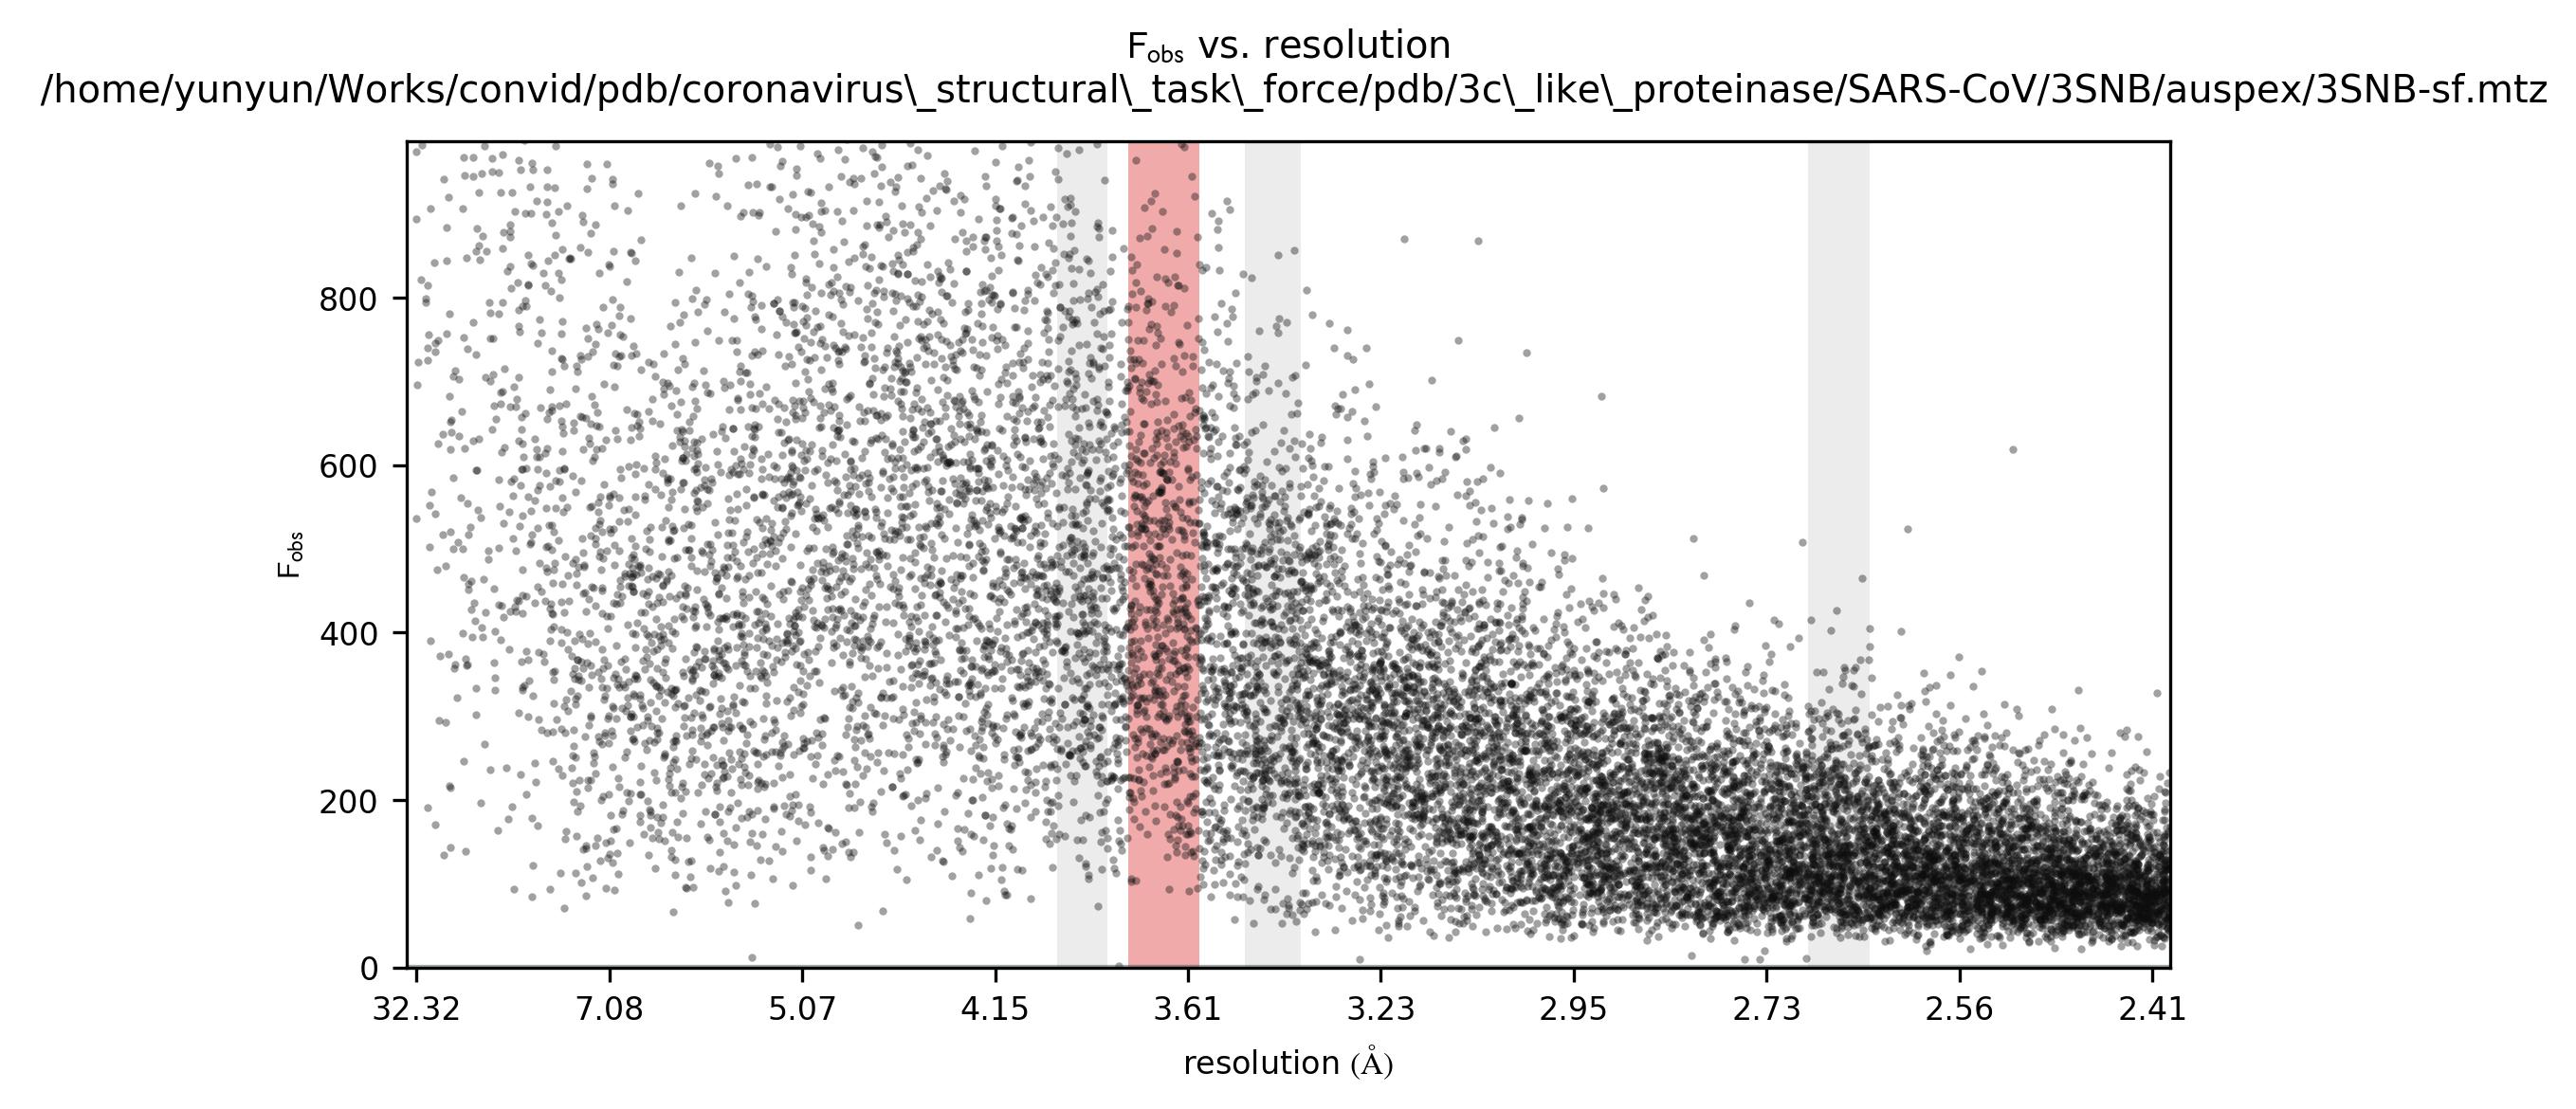 Fobs vs. resolution
/home/yunyun/Works/convid/pdb/coronavirus\_structural\_task\_force/pdb/3c\_like\_proteinase/SARS-CoV/3SNB/auspex/3SNB-sf.mtz
Fobs
800
600
400
200
0
32.32 7.08 5.07 4.15 3.61 3.23 2.95 2.73 2.56 2.41
resolution (Å)